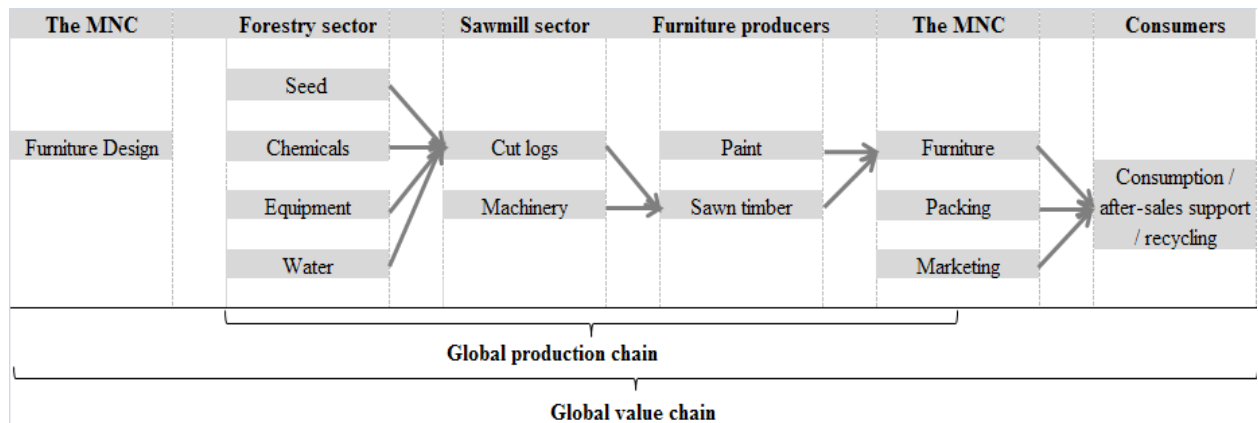 The MNC Forestry sector Sawmill sector Furniture producers The MNC Consumers
Seed
Furniture Design Chemicals Cut logs Paint Furniture
Consumption /
Equipment Machinery Sawn timber Packing after-sales support
/ recycling
Water Marketing
Global production chain
Global value chain